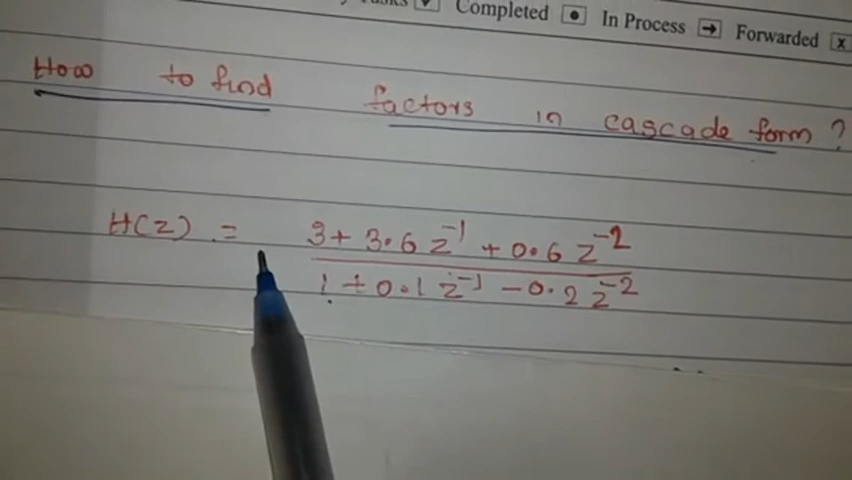 Tasks Completed In Process Forwarded
How to find factors in cascade form ?
H(z) = 3 + 3.6 z⁻¹ + 0.6 z⁻²
1 + 0.1 z⁻¹ - 0.2 z⁻²